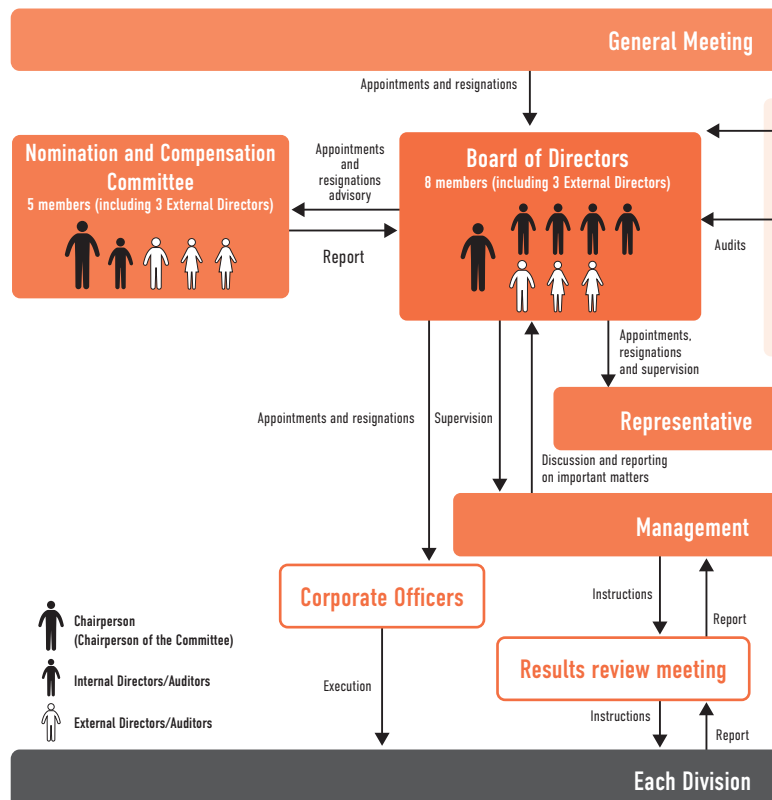 General Meeting
Appointments and resignations
Nomination and Compensation
Committee
5 members (including 3 External Directors)
Appointments
and
resignations
advisory
Report
Board of Directors
8 members (including 3 External Directors)
Audits
Appointments,
resignations
and supervision
Appointments and resignations
Supervision
Representative
Discussion and reporting
on important matters
Management
Corporate Officers
Instructions
Report
Chairperson
(Chairperson of the Committee)
Internal Directors/Auditors
External Directors/Auditors
Execution
Results review meeting
Instructions
Report
Each Division